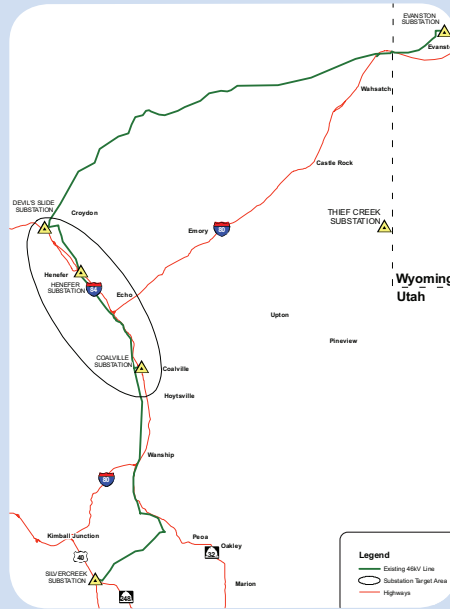 EVANSTON
SUBSTATION
Wahsatch
Castle Rock
DEVIL'S SLIDE
SUBSTATION
Croydon
THIEF CREEK
SUBSTATION
80
Emory
Henefer
HENEFER
SUBSTATION
84
Echo
Wyoming
Utah
Upton
Pineview
COALVILLE
SUBSTATION
Coalville
Hoytsville
Wanship
80
Kimball Junction
Peoa
Oakley
32
40
SILVERCREEK
SUBSTATION
Marion
248
Legend
Existing 46kV Line
Substation Target Area
Highways